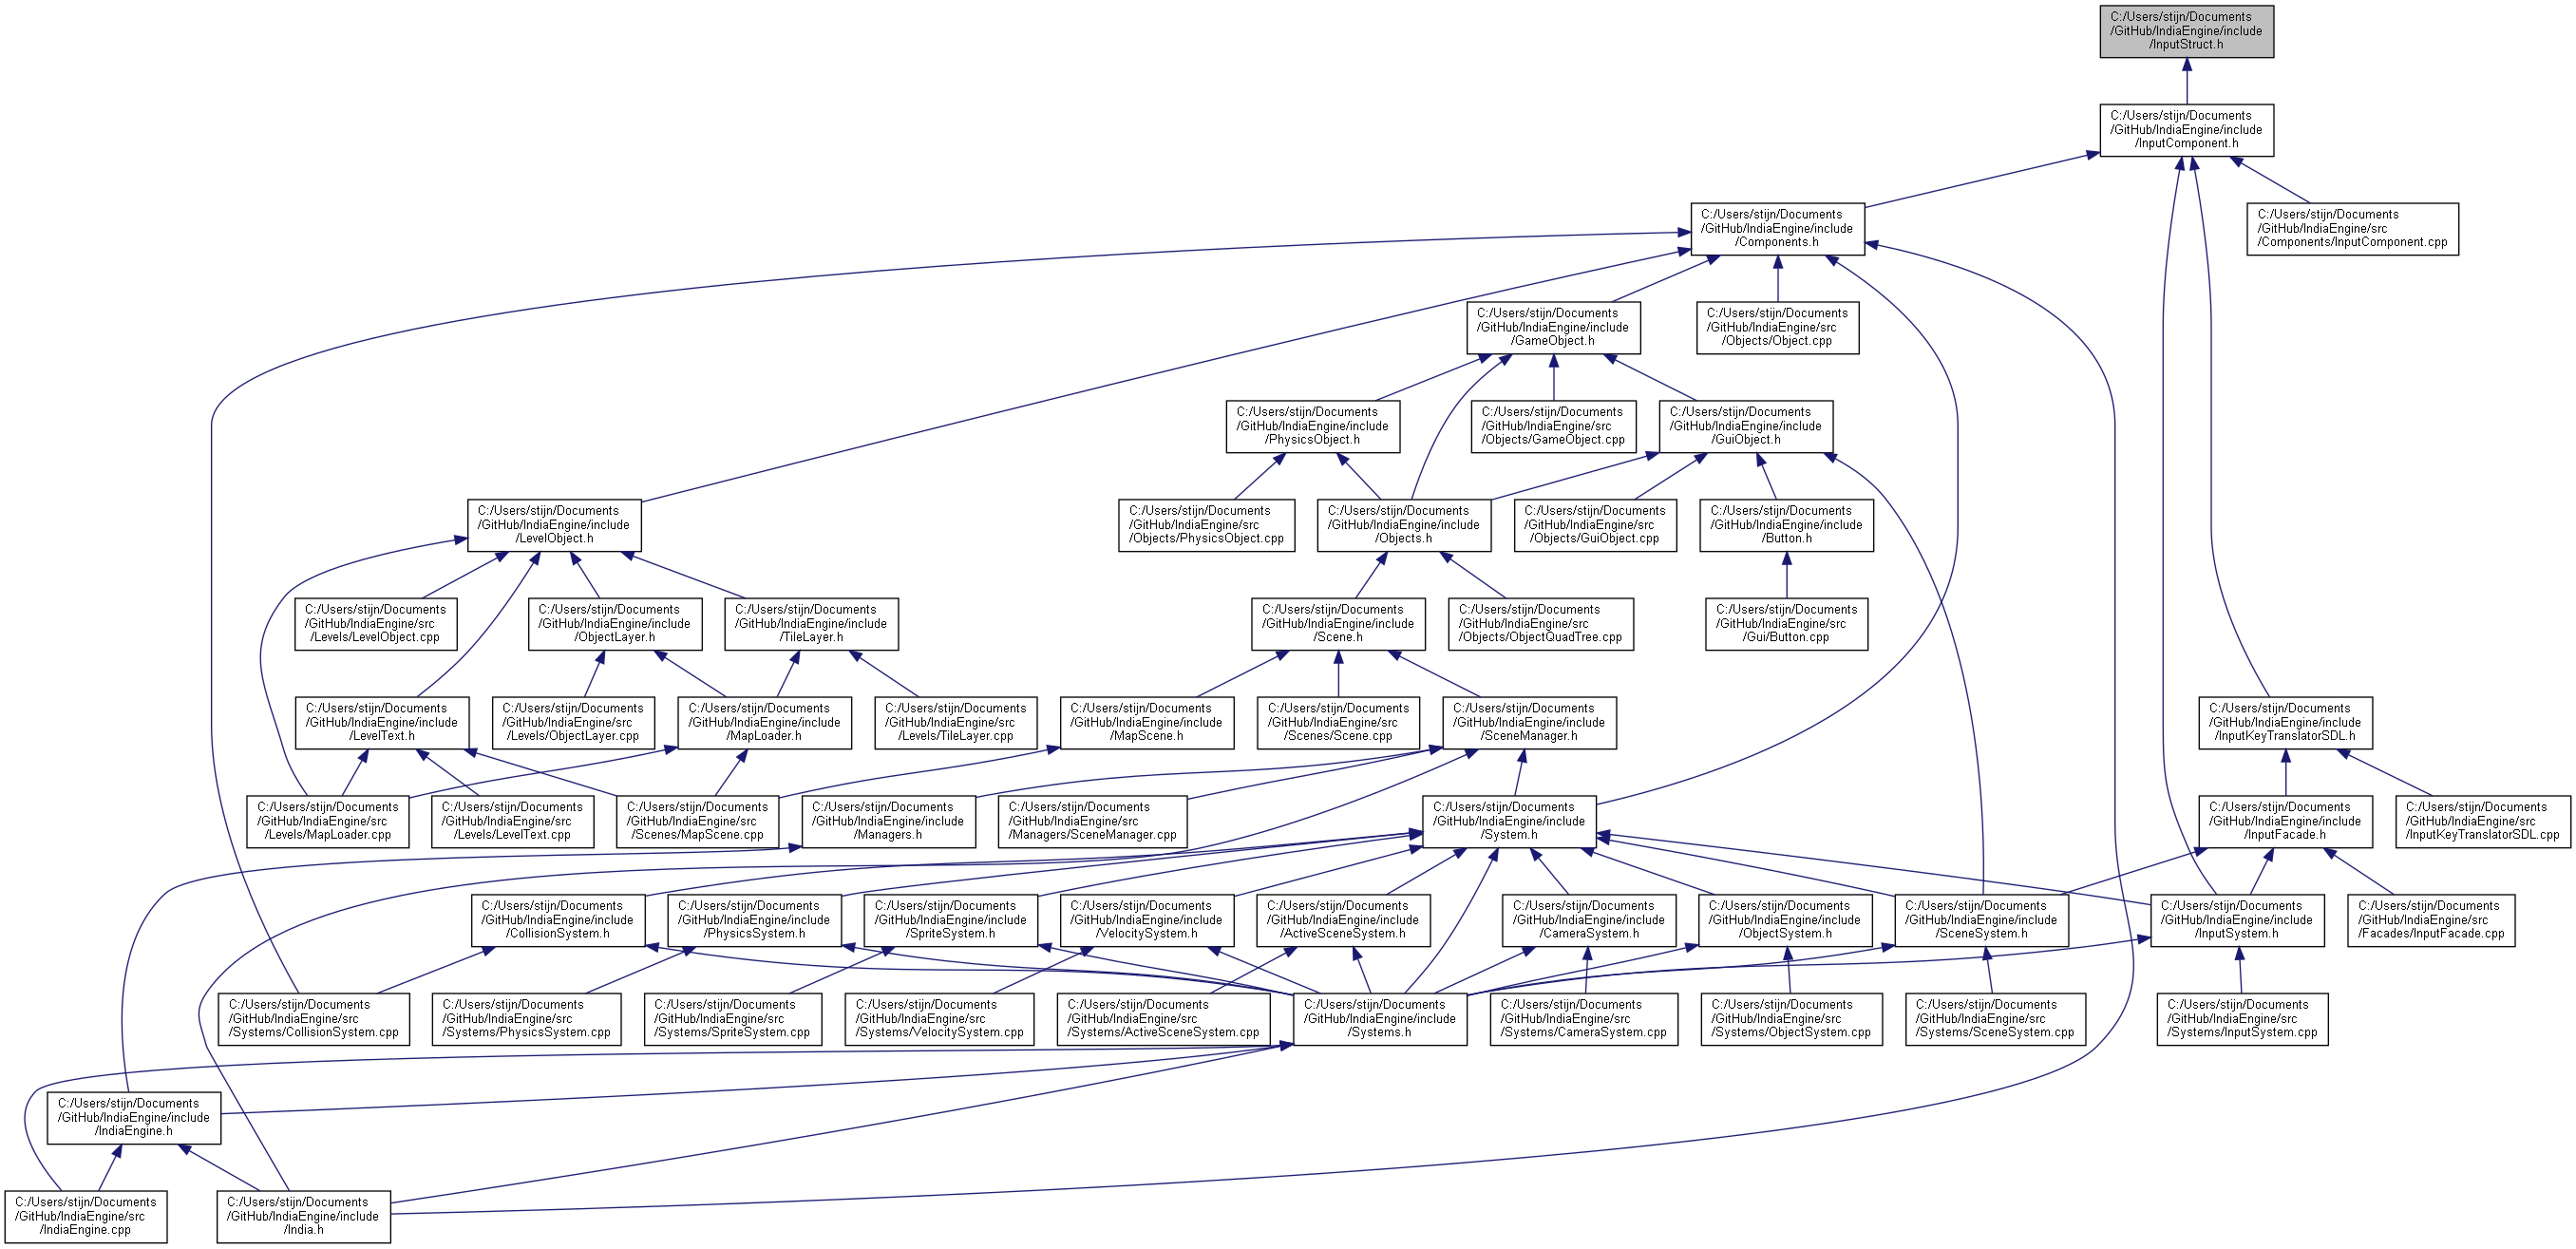 C:/Users/stijn/Documents
/GitHub/IndiaEngine/include
/InputStruct.h
C:/Users/stijn/Documents
/GitHub/IndiaEngine/include
/InputComponent.h
C:/Users/stijn/Documents
/GitHub/IndiaEngine/include
/Components.h
C:/Users/stijn/Documents
/GitHub/IndiaEngine/src
/Components/InputComponent.cpp
C:/Users/stijn/Documents
/GitHub/IndiaEngine/include
/GameObject.h
C:/Users/stijn/Documents
/GitHub/IndiaEngine/src
/Objects/Object.cpp
C:/Users/stijn/Documents
/GitHub/IndiaEngine/include
/PhysicsObject.h
C:/Users/stijn/Documents
/GitHub/IndiaEngine/src
/Objects/GameObject.cpp
C:/Users/stijn/Documents
/GitHub/IndiaEngine/include
/GuiObject.h
C:/Users/stijn/Documents
/GitHub/IndiaEngine/include
/LevelObject.h
C:/Users/stijn/Documents
/GitHub/IndiaEngine/src
/Objects/PhysicsObject.cpp
C:/Users/stijn/Documents
/GitHub/IndiaEngine/include
/Objects.h
C:/Users/stijn/Documents
/GitHub/IndiaEngine/src
/Objects/GuiObject.cpp
C:/Users/stijn/Documents
/GitHub/IndiaEngine/include
/Button.h
C:/Users/stijn/Documents
/GitHub/IndiaEngine/src
/Levels/LevelObject.cpp
C:/Users/stijn/Documents
/GitHub/IndiaEngine/include
/ObjectLayer.h
C:/Users/stijn/Documents
/GitHub/IndiaEngine/include
/TileLayer.h
C:/Users/stijn/Documents
/GitHub/IndiaEngine/include
/Scene.h
C:/Users/stijn/Documents
/GitHub/IndiaEngine/src
/Objects/ObjectQuadTree.cpp
C:/Users/stijn/Documents
/GitHub/IndiaEngine/src
/Gui/Button.cpp
C:/Users/stijn/Documents
/GitHub/IndiaEngine/include
/LevelText.h
C:/Users/stijn/Documents
/GitHub/IndiaEngine/src
/Levels/ObjectLayer.cpp
C:/Users/stijn/Documents
/GitHub/IndiaEngine/include
/MapLoader.h
C:/Users/stijn/Documents
/GitHub/IndiaEngine/src
/Levels/TileLayer.cpp
C:/Users/stijn/Documents
/GitHub/IndiaEngine/include
/MapScene.h
C:/Users/stijn/Documents
/GitHub/IndiaEngine/src
/Scenes/Scene.cpp
C:/Users/stijn/Documents
/GitHub/IndiaEngine/include
/SceneManager.h
C:/Users/stijn/Documents
/GitHub/IndiaEngine/include
/InputKeyTranslatorSDL.h
C:/Users/stijn/Documents
/GitHub/IndiaEngine/src
/Levels/MapLoader.cpp
C:/Users/stijn/Documents
/GitHub/IndiaEngine/src
/Levels/LevelText.cpp
C:/Users/stijn/Documents
/GitHub/IndiaEngine/src
/Scenes/MapScene.cpp
C:/Users/stijn/Documents
/GitHub/IndiaEngine/include
/Managers.h
C:/Users/stijn/Documents
/GitHub/IndiaEngine/src
/Managers/SceneManager.cpp
C:/Users/stijn/Documents
/GitHub/IndiaEngine/include
/System.h
C:/Users/stijn/Documents
/GitHub/IndiaEngine/include
/InputFacade.h
C:/Users/stijn/Documents
/GitHub/IndiaEngine/src
/InputKeyTranslatorSDL.cpp
C:/Users/stijn/Documents
/GitHub/IndiaEngine/include
/CollisionSystem.h
C:/Users/stijn/Documents
/GitHub/IndiaEngine/include
/PhysicsSystem.h
C:/Users/stijn/Documents
/GitHub/IndiaEngine/include
/SpriteSystem.h
C:/Users/stijn/Documents
/GitHub/IndiaEngine/include
/VelocitySystem.h
C:/Users/stijn/Documents
/GitHub/IndiaEngine/include
/ActiveSceneSystem.h
C:/Users/stijn/Documents
/GitHub/IndiaEngine/include
/CameraSystem.h
C:/Users/stijn/Documents
/GitHub/IndiaEngine/include
/ObjectSystem.h
C:/Users/stijn/Documents
/GitHub/IndiaEngine/include
/SceneSystem.h
C:/Users/stijn/Documents
/GitHub/IndiaEngine/include
/InputSystem.h
C:/Users/stijn/Documents
/GitHub/IndiaEngine/src
/Facades/InputFacade.cpp
C:/Users/stijn/Documents
/GitHub/IndiaEngine/src
/Systems/CollisionSystem.cpp
C:/Users/stijn/Documents
/GitHub/IndiaEngine/src
/Systems/PhysicsSystem.cpp
C:/Users/stijn/Documents
/GitHub/IndiaEngine/src
/Systems/SpriteSystem.cpp
C:/Users/stijn/Documents
/GitHub/IndiaEngine/src
/Systems/VelocitySystem.cpp
C:/Users/stijn/Documents
/GitHub/IndiaEngine/src
/Systems/ActiveSceneSystem.cpp
C:/Users/stijn/Documents
/GitHub/IndiaEngine/include
/Systems.h
C:/Users/stijn/Documents
/GitHub/IndiaEngine/src
/Systems/CameraSystem.cpp
C:/Users/stijn/Documents
/GitHub/IndiaEngine/src
/Systems/ObjectSystem.cpp
C:/Users/stijn/Documents
/GitHub/IndiaEngine/src
/Systems/SceneSystem.cpp
C:/Users/stijn/Documents
/GitHub/IndiaEngine/src
/Systems/InputSystem.cpp
C:/Users/stijn/Documents
/GitHub/IndiaEngine/include
/IndiaEngine.h
C:/Users/stijn/Documents
/GitHub/IndiaEngine/src
/IndiaEngine.cpp
C:/Users/stijn/Documents
/GitHub/IndiaEngine/include
/India.h